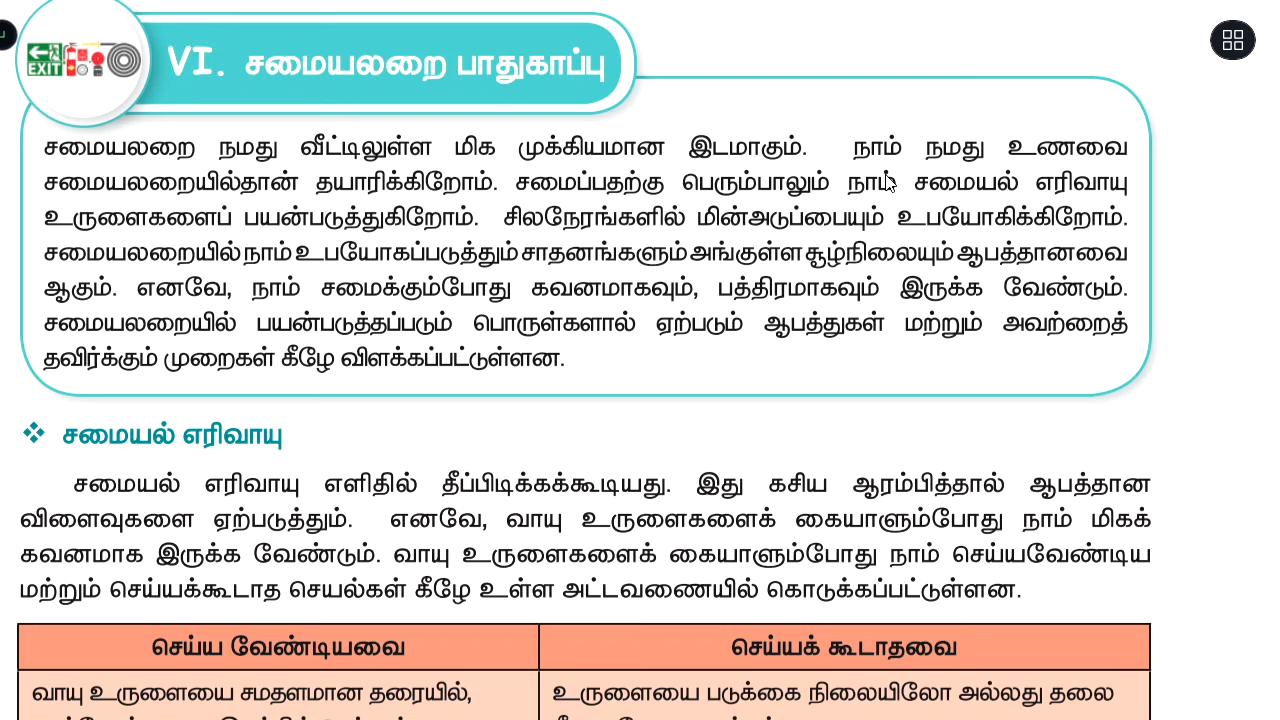 EXIT
VI. சமையலறை பாதுகாப்பு
சமையலறை நமது வீட்டிலுள்ள மிக முக்கியமான இடமாகும். நாம் நமது உணவை
சமையலறையில்தான் தயாரிக்கிறோம். சமைப்பதற்கு பெரும்பாலும் நாம் சமையல் எரிவாயு
உருளைகளைப் பயன்படுத்துகிறோம். சிலநேரங்களில் மின்அடுப்பையும் உபயோகிக்கிறோம்.
சமையலறையில் நாம் உபயோகப்படுத்தும் சாதனங்களும் அங்குள்ள சூழ்நிலையும் ஆபத்தானவை
ஆகும். எனவே, நாம் சமைக்கும்போது கவனமாகவும், பத்திரமாகவும் இருக்க வேண்டும்.
சமையலறையில் பயன்படுத்தப்படும் பொருள்களால் ஏற்படும் ஆபத்துகள் மற்றும் அவற்றைத்
தவிர்க்கும் முறைகள் கீழே விளக்கப்பட்டுள்ளன.
❖ சமையல் எரிவாயு
சமையல் எரிவாயு எளிதில் தீப்பிடிக்கக்கூடியது. இது கசிய ஆரம்பித்தால் ஆபத்தான
விளைவுகளை ஏற்படுத்தும். எனவே, வாயு உருளைகளைக் கையாளும்போது நாம் மிகக்
கவனமாக இருக்க வேண்டும். வாயு உருளைகளைக் கையாளும்போது நாம் செய்யவேண்டிய
மற்றும் செய்யக்கூடாத செயல்கள் கீழே உள்ள அட்டவணையில் கொடுக்கப்பட்டுள்ளன.
செய்ய வேண்டியவை
செய்யக் கூடாதவை
வாயு உருளையை சமதளமான தரையில்,
உருளையை படுக்கை நிலையிலோ அல்லது தலை